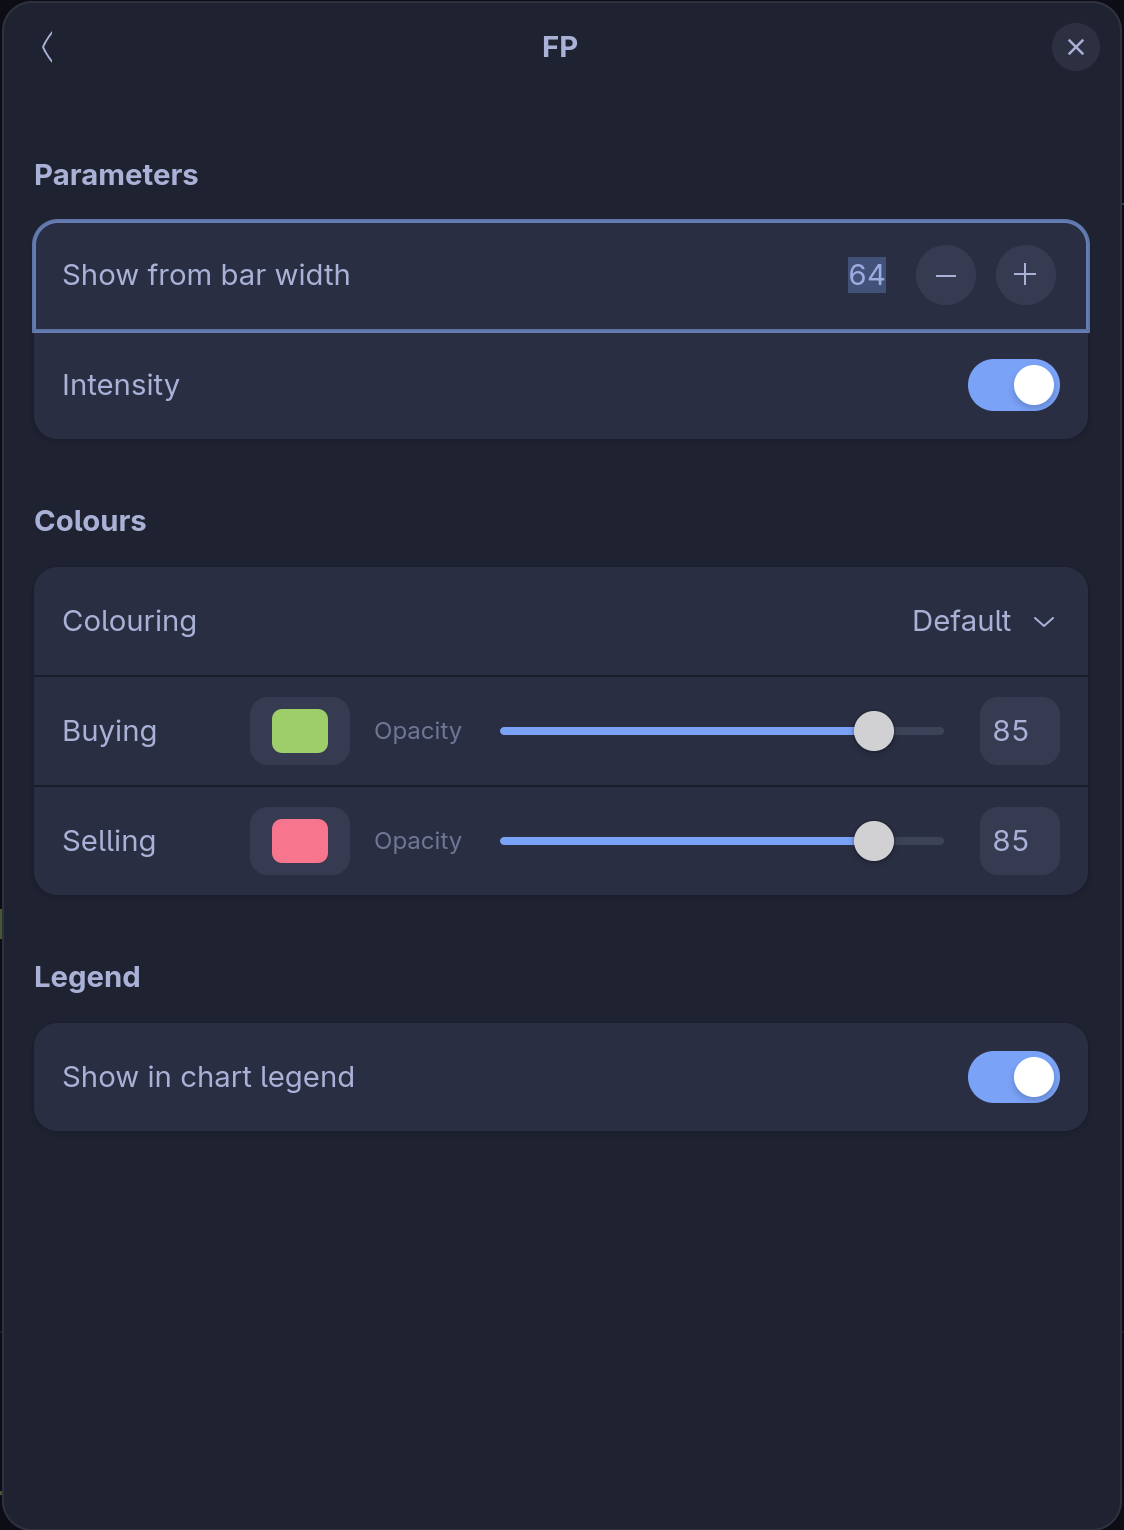 FP
Parameters
Show from bar width 64
Intensity
Colours
Colouring Default
Buying Opacity 85
Selling Opacity 85
Legend
Show in chart legend